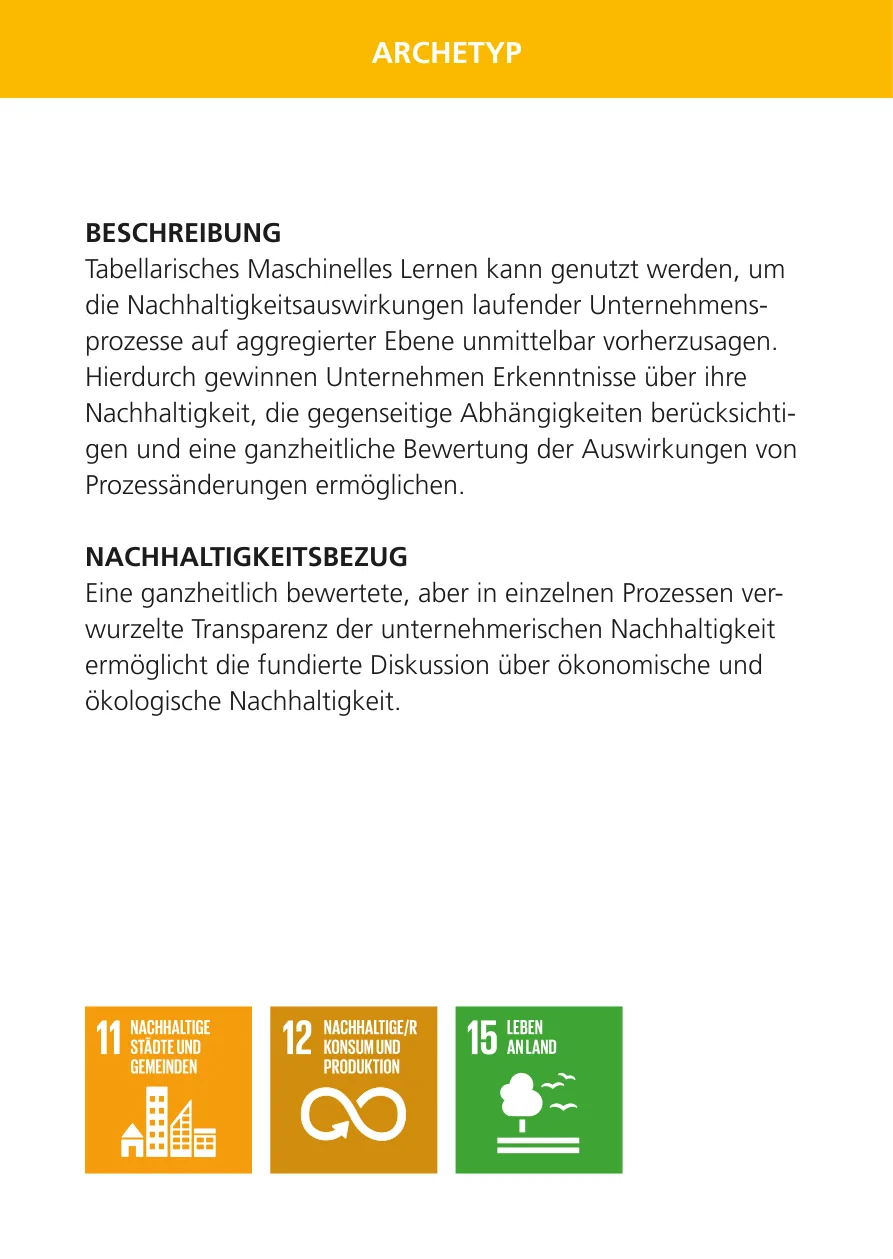 ARCHETYP
BESCHREIBUNG
Tabellarisches Maschinelles Lernen kann genutzt werden, um
die Nachhaltigkeitsauswirkungen laufender Unternehmens-
prozesse auf aggregierter Ebene unmittelbar vorherzusagen.
Hierdurch gewinnen Unternehmen Erkenntnisse über ihre
Nachhaltigkeit, die gegenseitige Abhängigkeiten berücksichti-
gen und eine ganzheitliche Bewertung der Auswirkungen von
Prozessänderungen ermöglichen.
NACHHALTIGKEITSBEZUG
Eine ganzheitlich bewertete, aber in einzelnen Prozessen ver-
wurzelte Transparenz der unternehmerischen Nachhaltigkeit
ermöglicht die fundierte Diskussion über ökonomische und
ökologische Nachhaltigkeit.
11 NACHHALTIGE
STÄDTE UND
GEMEINDEN
12 NACHHALTIGE/R
KONSUM UND
PRODUKTION
15 LEBEN
AN LAND